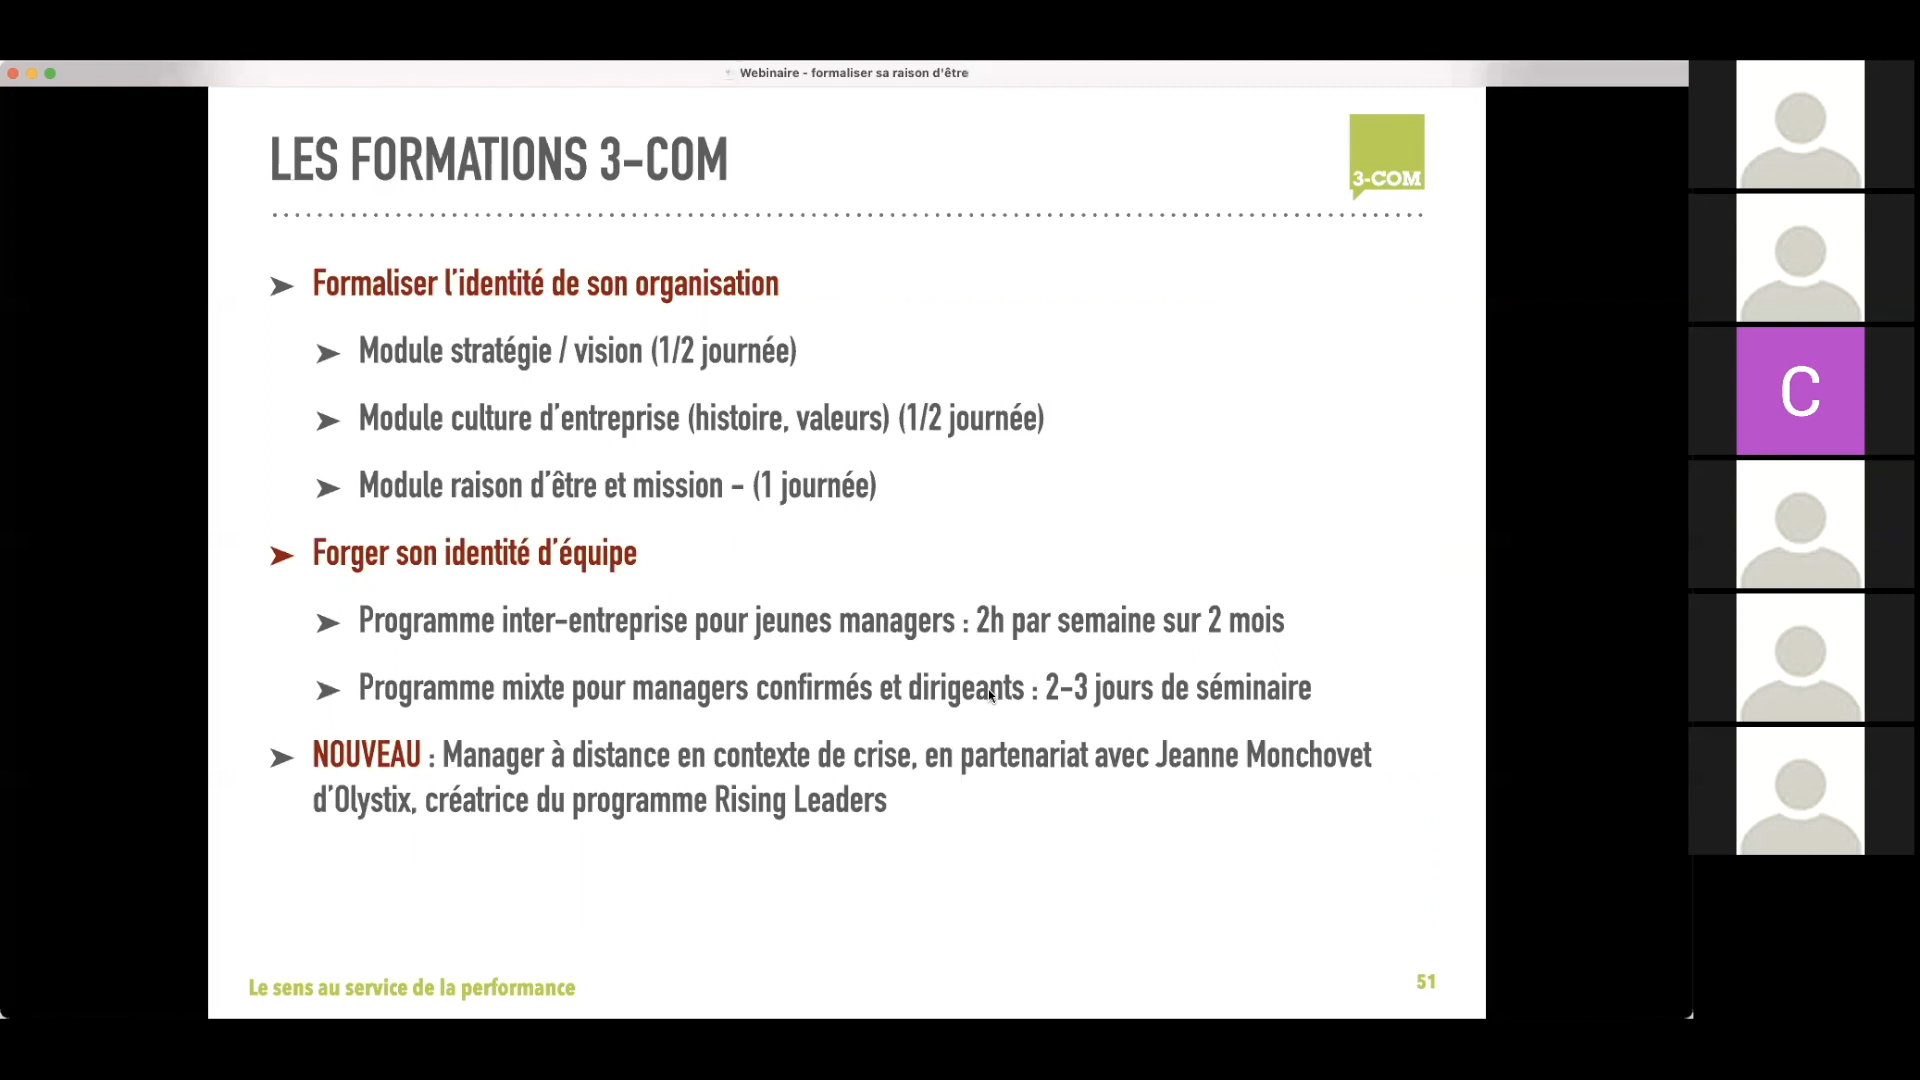 Webinaire - formaliser sa raison d'être
LES FORMATIONS 3-COM
3-COM
➤ Formaliser l'identité de son organisation
➤ Module stratégie / vision (1/2 journée)
➤ Module culture d'entreprise (histoire, valeurs) (1/2 journée)
➤ Module raison d'être et mission - (1 journée)
➤ Forger son identité d'équipe
➤ Programme inter-entreprise pour jeunes managers : 2h par semaine sur 2 mois
➤ Programme mixte pour managers confirmés et dirigeants : 2-3 jours de séminaire
➤ NOUVEAU : Manager à distance en contexte de crise, en partenariat avec Jeanne Monchovet
d'Olystix, créatrice du programme Rising Leaders
Le sens au service de la performance
51
C